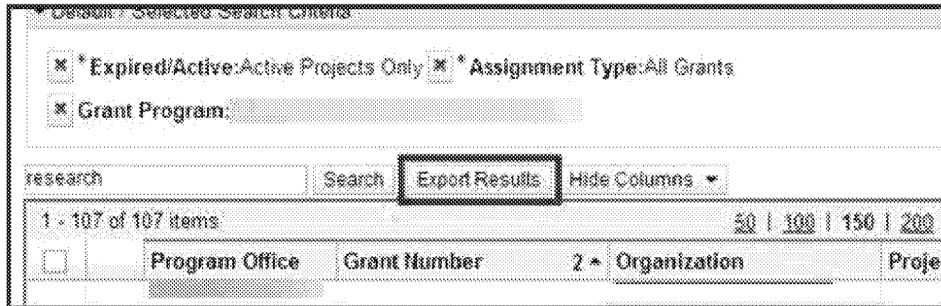 Default / Selected Search Criteria
* Expired/Active:Active Projects Only * Assignment Type:All Grants
Grant Program:
research Search Export Results Hide Columns
1 - 107 of 107 items 50 | 100 | 150 | 200
Program Office Grant Number 2 Organization Proje